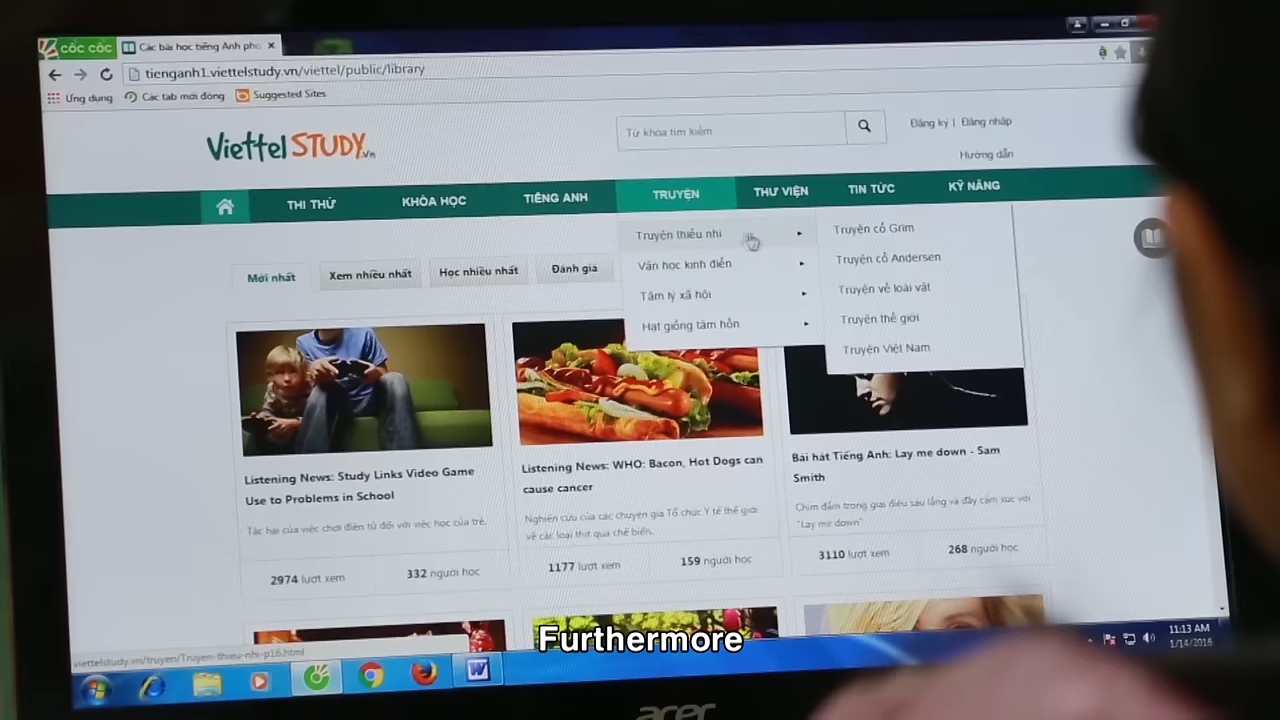 CỐC CỐC
Các bài học tiếng Anh pho
tienganh1.viettelstudy.vn/viettel/public/library
Ứng dụng
Các tab mới đóng
Suggested Sites
Viettel STUDY.vn
Từ khóa tìm kiếm
Đăng ký | Đăng nhập
Hướng dẫn
THI THỬ
KHÓA HỌC
TIẾNG ANH
TRUYỆN
THƯ VIỆN
TIN TỨC
KỸ NĂNG
Truyện thiếu nhi
Văn học kinh điển
Tâm lý xã hội
Hạt giống tâm hồn
Truyện cổ Grim
Truyện cổ Andersen
Truyện về loài vật
Truyện thế giới
Truyện Việt Nam
Mới nhất
Xem nhiều nhất
Học nhiều nhất
Đánh giá
Listening News: Study Links Video Game
Use to Problems in School
Tác hại của việc chơi điện tử đối với việc học của trẻ.
2974 lượt xem
332 người học
Listening News: WHO: Bacon, Hot Dogs can
cause cancer
Nghiên cứu của các chuyên gia Tổ chức Y tế thế giới
về các loại thịt qua chế biến.
1177 lượt xem
159 người học
Bài hát Tiếng Anh: Lay me down - Sam
Smith
Chìm đắm trong giai điệu sâu lắng và đầy cảm xúc với
"Lay me down"
3110 lượt xem
268 người học
Furthermore
viettelstudy.vn/truyen/Truyen-thieu-nhi-p16.html
11:13 AM
1/14/2016
acer